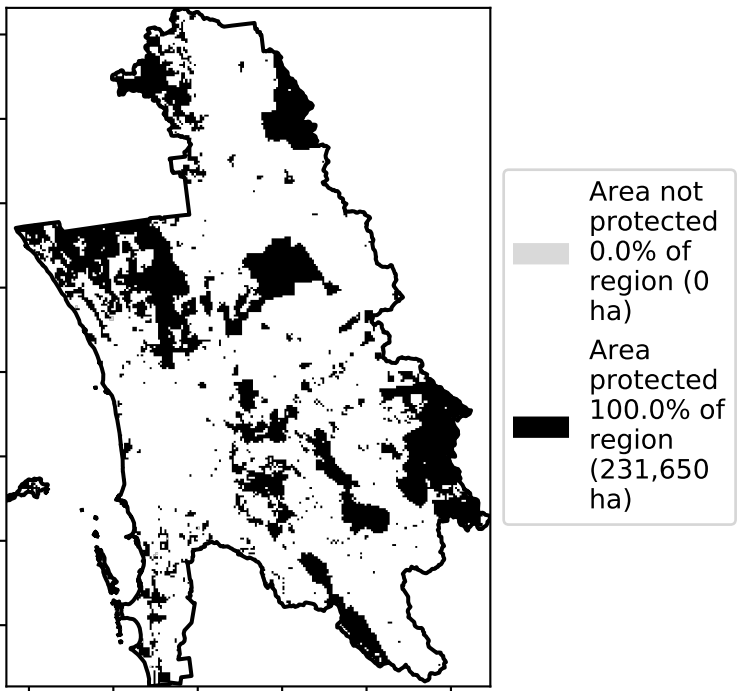 Area not
protected
0.0% of
region (0
ha)
Area
protected
100.0% of
region
(231,650
ha)